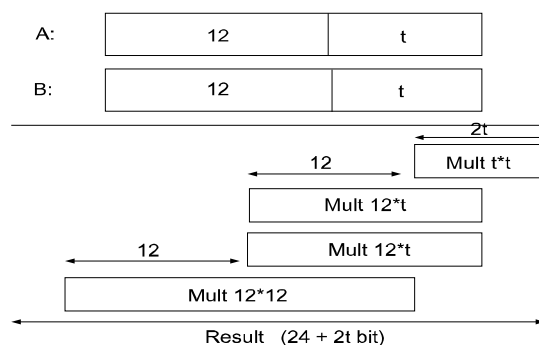 A: 12 t
B: 12 t
2t
Mult t*t
12
Mult 12*t
Mult 12*t
12
Mult 12*12
Result (24 + 2t bit)